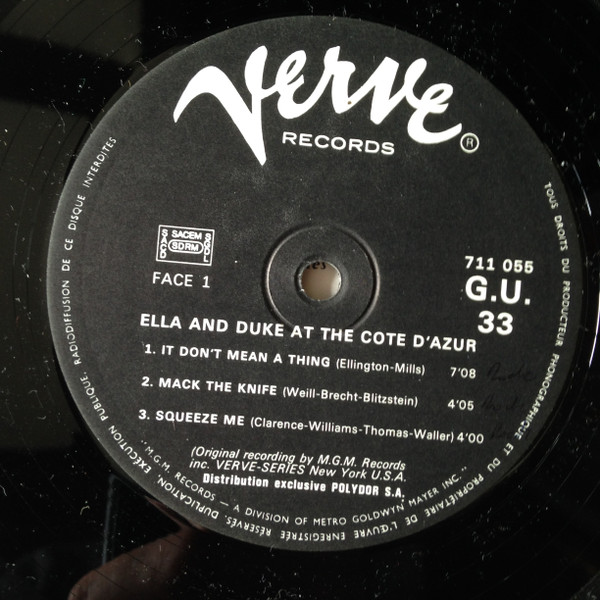 Verve
RECORDS ®
SACEM
SACD SDRM SGDL
FACE 1
711 055
G.U.
33
ELLA AND DUKE AT THE COTE D'AZUR
1. IT DON'T MEAN A THING (Ellington-Mills) 7'08
2. MACK THE KNIFE (Weill-Brecht-Blitzstein) 4'05
3. SQUEEZE ME (Clarence-Williams-Thomas-Waller) 4'00
(Original recording by M.G.M. Records
inc. VERVE-SERIES New York U.S.A.
Distribution exclusive POLYDOR S.A.
"M.G.M. RECORDS — A DIVISION OF METRO GOLDWYN MAYER INC."
TOUS DROITS DU PRODUCTEUR PHONOGRAPHIQUE ET DU PROPRIÉTAIRE DE L'ŒUVRE ENREGISTRÉE RÉSERVÉS. DUPLICATION, EXÉCUTION PUBLIQUE, RADIODIFFUSION DE CE DISQUE INTERDITES